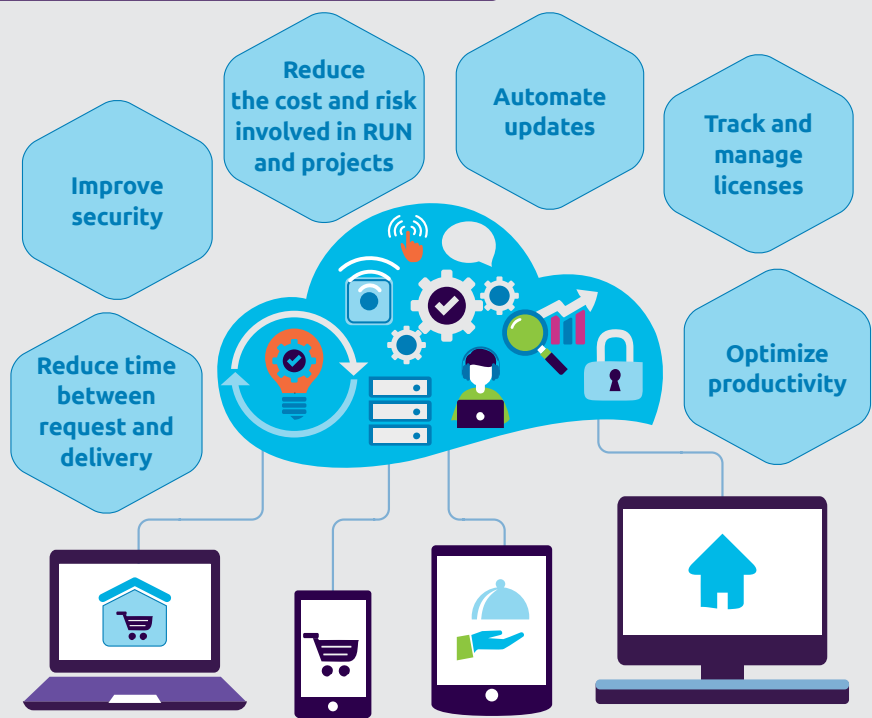 Reduce
the cost and risk
involved in RUN
and projects
Automate
updates
Track and
manage
licenses
Improve
security
Reduce time
between
request and
delivery
Optimize
productivity